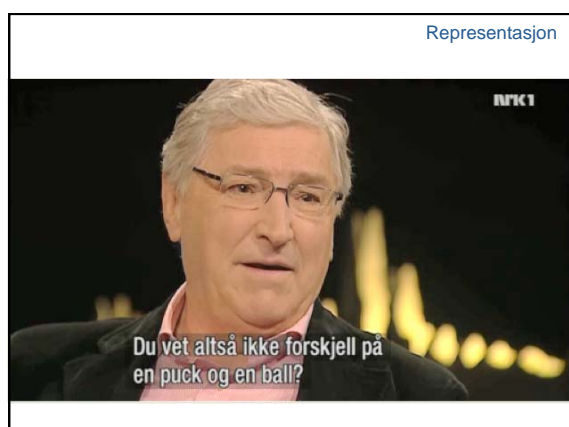 Representasjon
NRK1
Du vet altså ikke forskjell på
en puck og en ball?